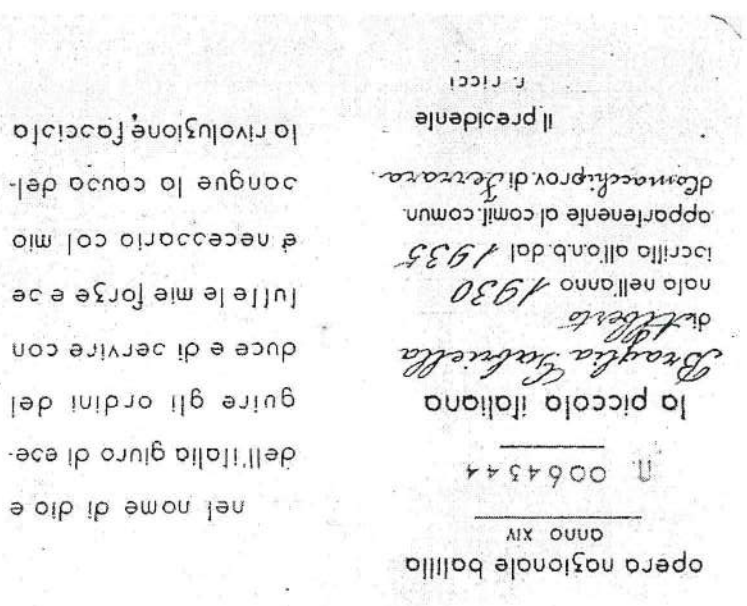 opera nazionale balilla
anno XIV
n. 0064344
la piccola italiana
Braglia Gabriella
di Alberto
nata nell'anno 1930
iscritta all'o.n.b. dal 1935
appartenente al comit. comun.
Comacchi prov. di Ferrara.
il presidente
r. ricci
nel nome di dio e
dell'italia giuro di ese-
guire gli ordini del
duce e di servire con
tutte le mie forze e se
è necessario col mio
sangue la causa del-
la rivoluzione fascista